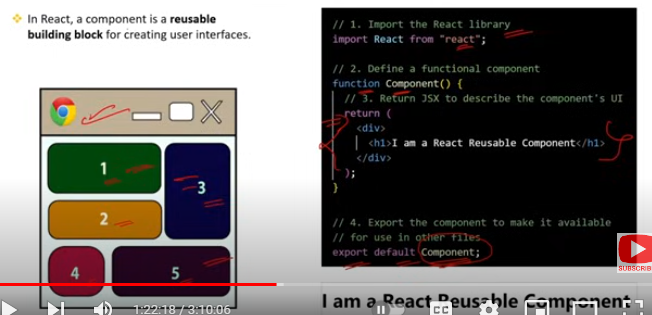 In React, a component is a reusable
building block for creating user interfaces.
1
2
3
4
5
// 1. Import the React library
import React from "react";
// 2. Define a functional component
function Component() {
// 3. Return JSX to describe the component's UI
return (
<div>
<h1>I am a React Reusable Component</h1>
</div>
);
}
// 4. Export the component to make it available
// for use in other files
export default Component;
SUBSCRIB
I am a React Reusable Component
1:22:18 / 3:10:06
CC